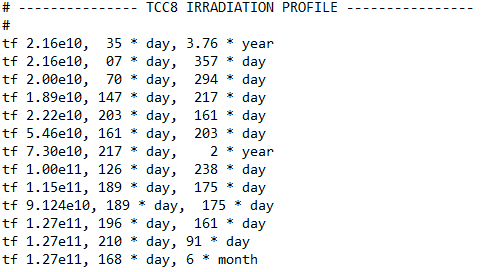 # --------------- TCC8 IRRADIATION PROFILE ----------------
#
tf 2.16e10,  35 * day, 3.76 * year
tf 2.16e10,  07 * day,  357 * day
tf 2.00e10,  70 * day,  294 * day
tf 1.89e10, 147 * day,  217 * day
tf 2.22e10, 203 * day,  161 * day
tf 5.46e10, 161 * day,  203 * day
tf 7.30e10, 217 * day,    2 * year
tf 1.00e11, 126 * day,  238 * day
tf 1.15e11, 189 * day,  175 * day
tf 9.124e10, 189 * day,  175 * day
tf 1.27e11, 196 * day,  161 * day
tf 1.27e11, 210 * day, 91 * day
tf 1.27e11, 168 * day, 6 * month